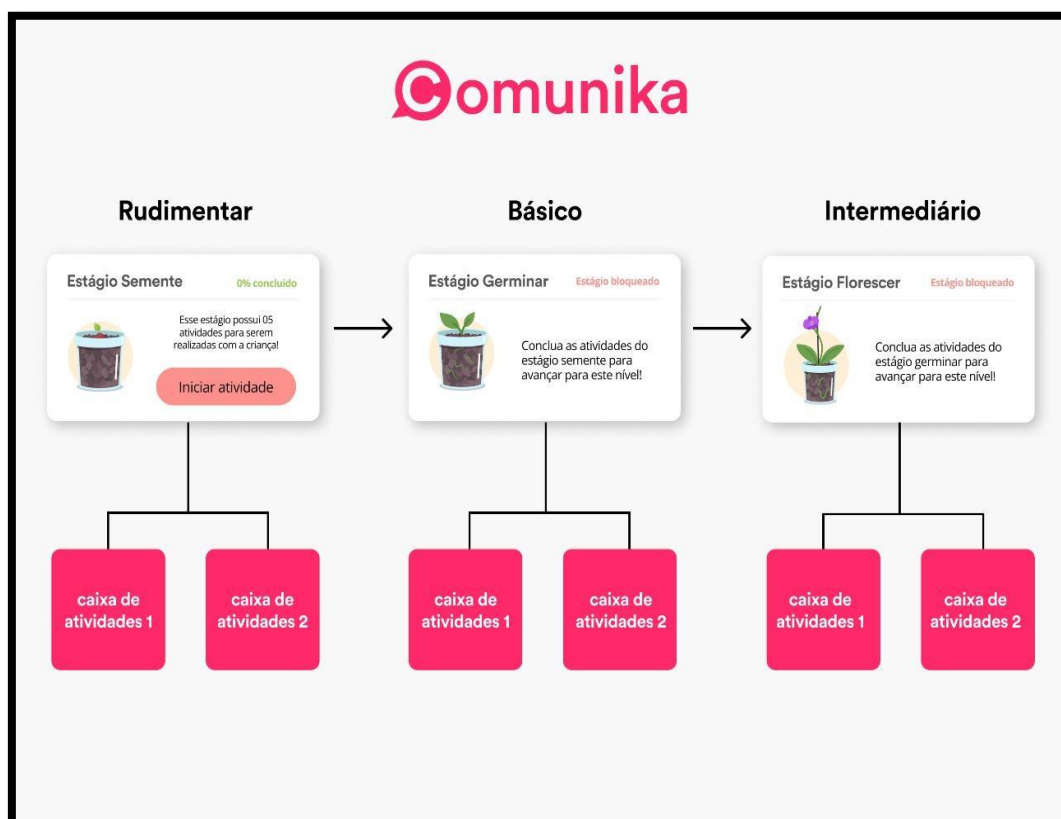 Comunika
Rudimentar
Básico
Intermediário
Estágio Semente
0% concluido
Esse estágio possui 05
atividades para serem
realizadas com a criança!
Iniciar atividade
Estágio Germinar
Estágio bloqueado
Conclua as atividades do
estágio semente para
avançar para este nível!
Estágio Florescer
Estágio bloqueado
Conclua as atividades do
estágio germinar para
avançar para este nível!
caixa de
atividades 1
caixa de
atividades 2
caixa de
atividades 1
caixa de
atividades 2
caixa de
atividades 1
caixa de
atividades 2